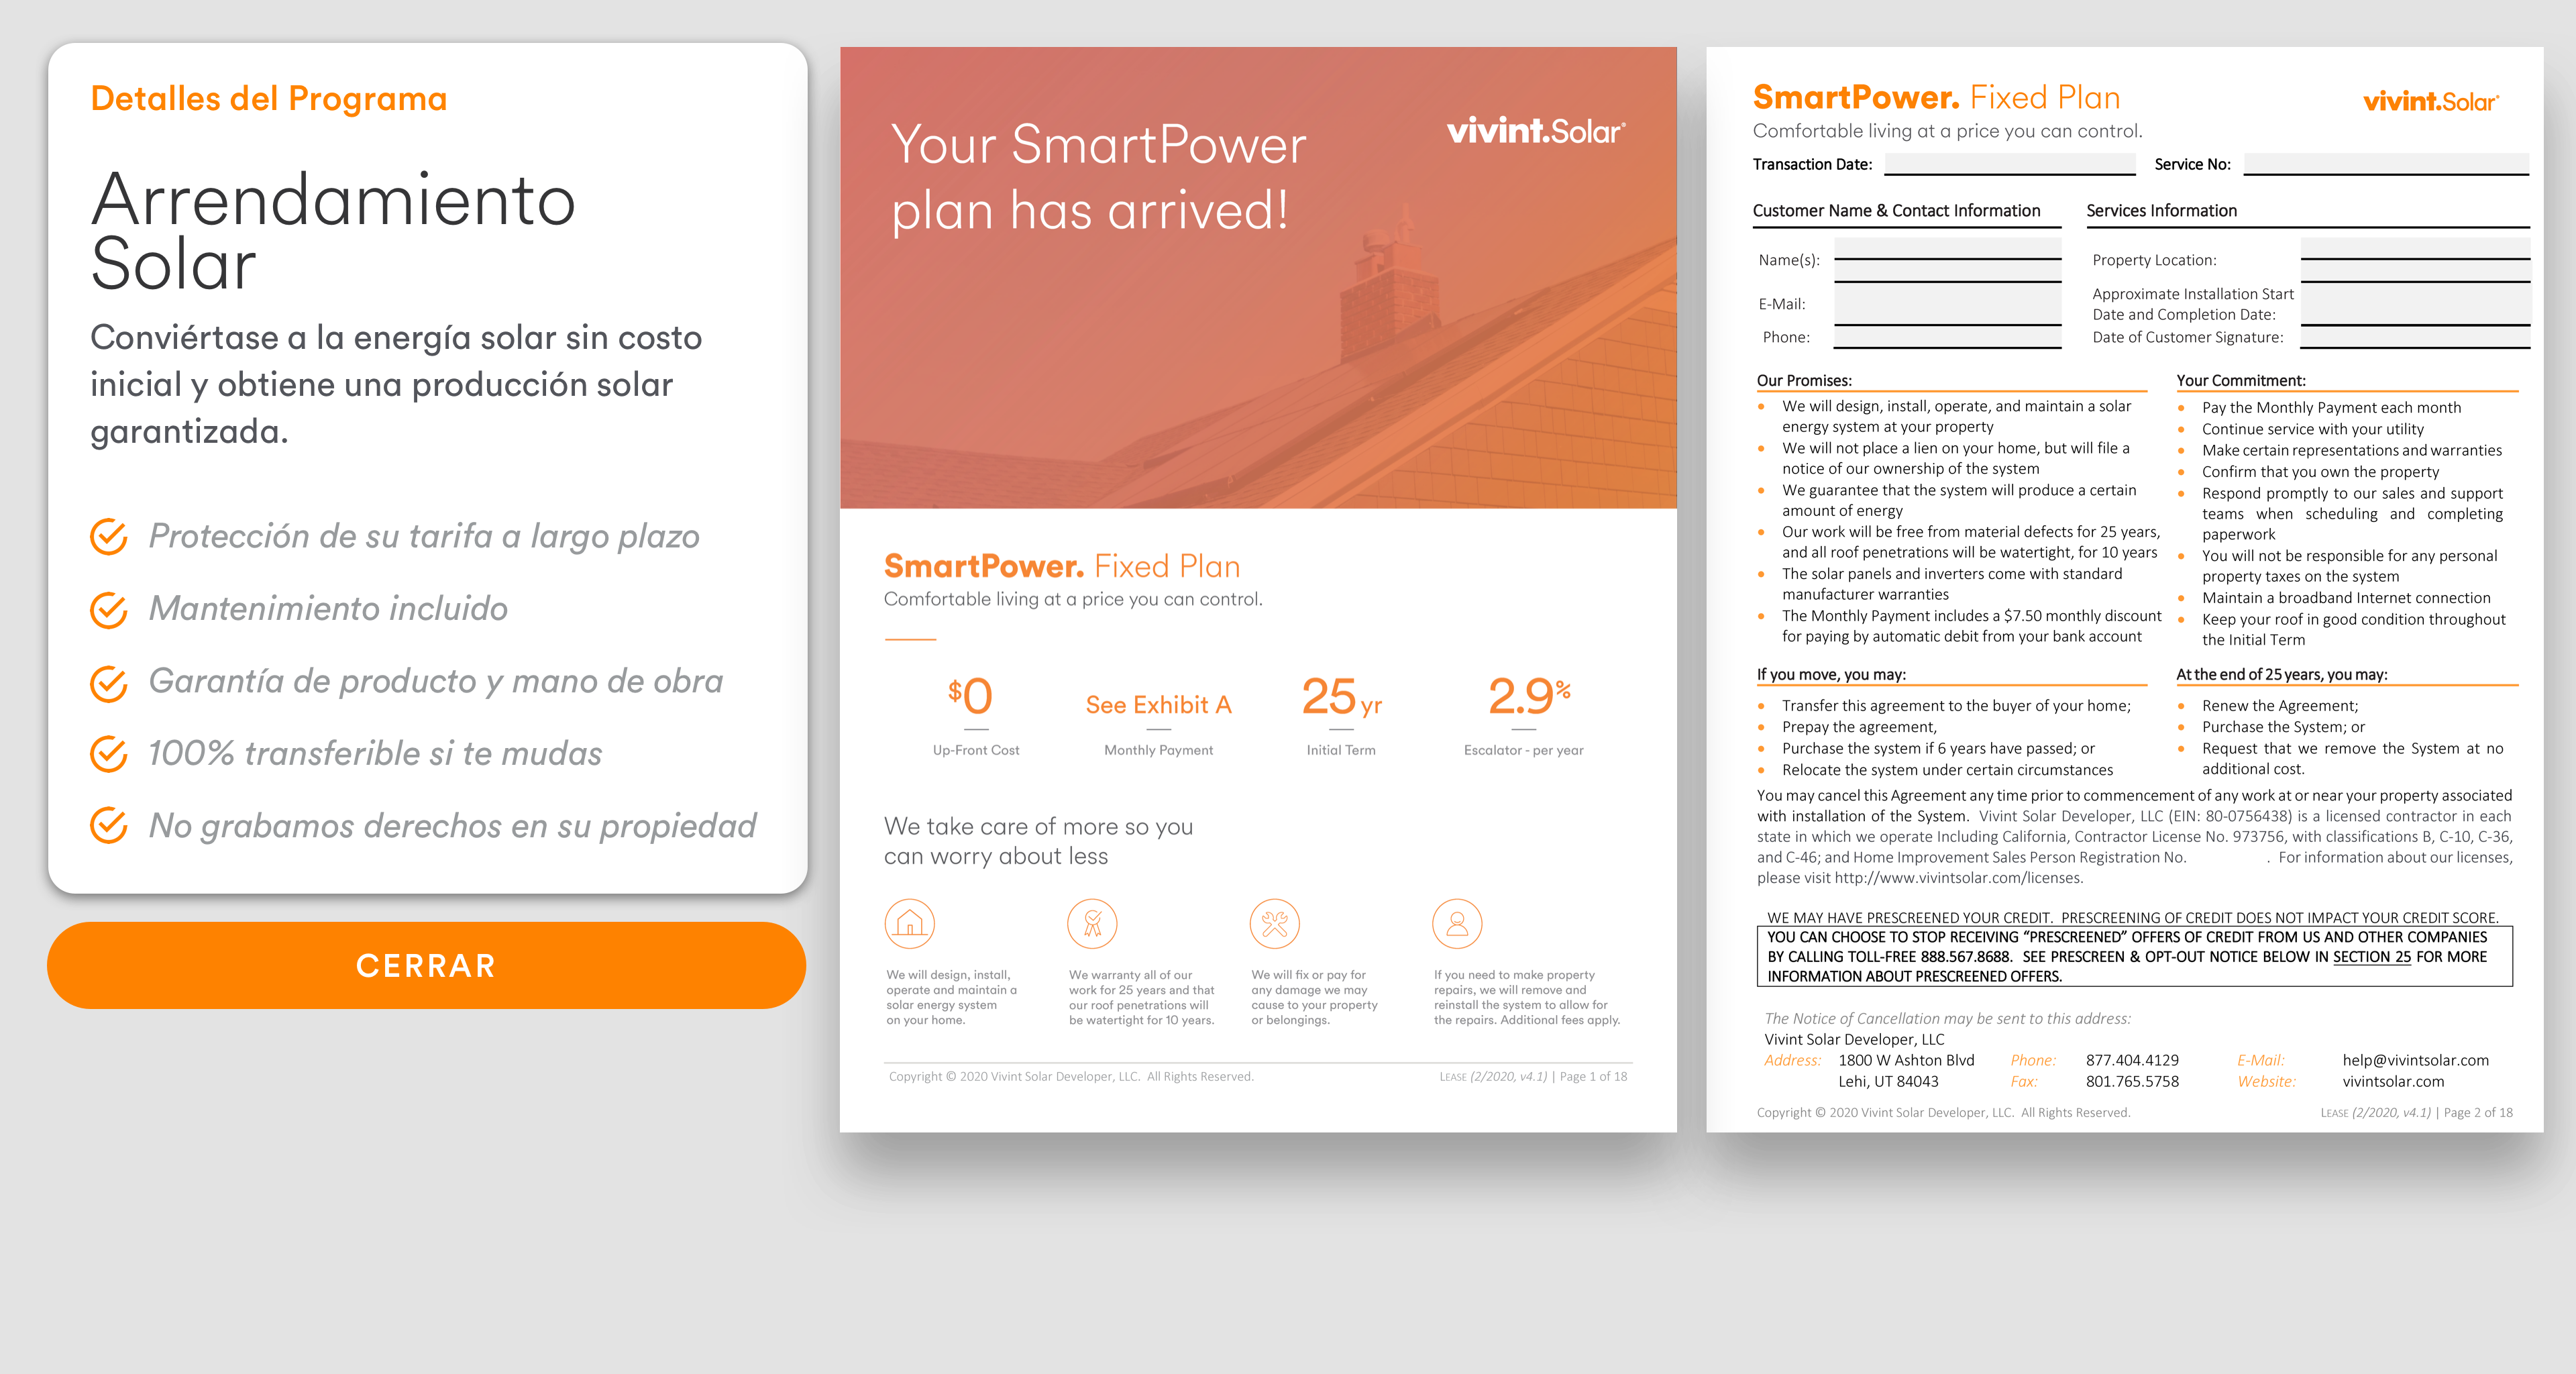 Detalles del Programa
Arrendamiento
Solar
Conviértase a la energía solar sin costo
inicial y obtiene una producción solar
garantizada.
Protección de su tarifa a largo plazo
Mantenimiento incluido
Garantía de producto y mano de obra
100% transferible si te mudas
No grabamos derechos en su propiedad
CERRAR
Your SmartPower
plan has arrived!
vivint.Solar
SmartPower. Fixed Plan
Comfortable living at a price you can control.
$0
Up-Front Cost
See Exhibit A
Monthly Payment
25 yr
Initial Term
2.9%
Escalator - per year
We take care of more so you
can worry about less
We will design, install,
operate and maintain a
solar energy system
on your home.
We warranty all of our
work for 25 years and that
our roof penetrations will
be watertight for 10 years.
We will fix or pay for
any damage we may
cause to your property
or belongings.
If you need to make property
repairs, we will remove and
reinstall the system to allow for
the repairs. Additional fees apply.
Copyright © 2020 Vivint Solar Developer, LLC. All Rights Reserved.
LEASE (2/2020, v4.1) | Page 1 of 18
SmartPower. Fixed Plan
vivint.Solar
Comfortable living at a price you can control.
Transaction Date:
Service No:
Customer Name & Contact Information
Name(s):
E-Mail:
Phone:
Services Information
Property Location:
Approximate Installation Start
Date and Completion Date:
Date of Customer Signature:
Our Promises:
• We will design, install, operate, and maintain a solar
energy system at your property
• We will not place a lien on your home, but will file a
notice of our ownership of the system
• We guarantee that the system will produce a certain
amount of energy
• Our work will be free from material defects for 25 years,
and all roof penetrations will be watertight, for 10 years
• The solar panels and inverters come with standard
manufacturer warranties
• The Monthly Payment includes a $7.50 monthly discount
for paying by automatic debit from your bank account
Your Commitment:
• Pay the Monthly Payment each month
• Continue service with your utility
• Make certain representations and warranties
• Confirm that you own the property
• Respond promptly to our sales and support
teams when scheduling and completing
paperwork
• You will not be responsible for any personal
property taxes on the system
• Maintain a broadband Internet connection
• Keep your roof in good condition throughout
the Initial Term
If you move, you may:
• Transfer this agreement to the buyer of your home;
• Prepay the agreement,
• Purchase the system if 6 years have passed; or
• Relocate the system under certain circumstances
At the end of 25 years, you may:
• Renew the Agreement;
• Purchase the System; or
• Request that we remove the System at no
additional cost.
You may cancel this Agreement any time prior to commencement of any work at or near your property associated
with installation of the System. Vivint Solar Developer, LLC (EIN: 80-0756438) is a licensed contractor in each
state in which we operate Including California, Contractor License No. 973756, with classifications B, C-10, C-36,
and C-46; and Home Improvement Sales Person Registration No. . For information about our licenses,
please visit http://www.vivintsolar.com/licenses.
WE MAY HAVE PRESCREENED YOUR CREDIT. PRESCREENING OF CREDIT DOES NOT IMPACT YOUR CREDIT SCORE.
YOU CAN CHOOSE TO STOP RECEIVING “PRESCREENED” OFFERS OF CREDIT FROM US AND OTHER COMPANIES
BY CALLING TOLL-FREE 888.567.8688. SEE PRESCREEN & OPT-OUT NOTICE BELOW IN SECTION 25 FOR MORE
INFORMATION ABOUT PRESCREENED OFFERS.
The Notice of Cancellation may be sent to this address:
Vivint Solar Developer, LLC
Address: 1800 W Ashton Blvd Phone: 877.404.4129 E-Mail: help@vivintsolar.com
Lehi, UT 84043 Fax: 801.765.5758 Website: vivintsolar.com
Copyright © 2020 Vivint Solar Developer, LLC. All Rights Reserved.
LEASE (2/2020, v4.1) | Page 2 of 18